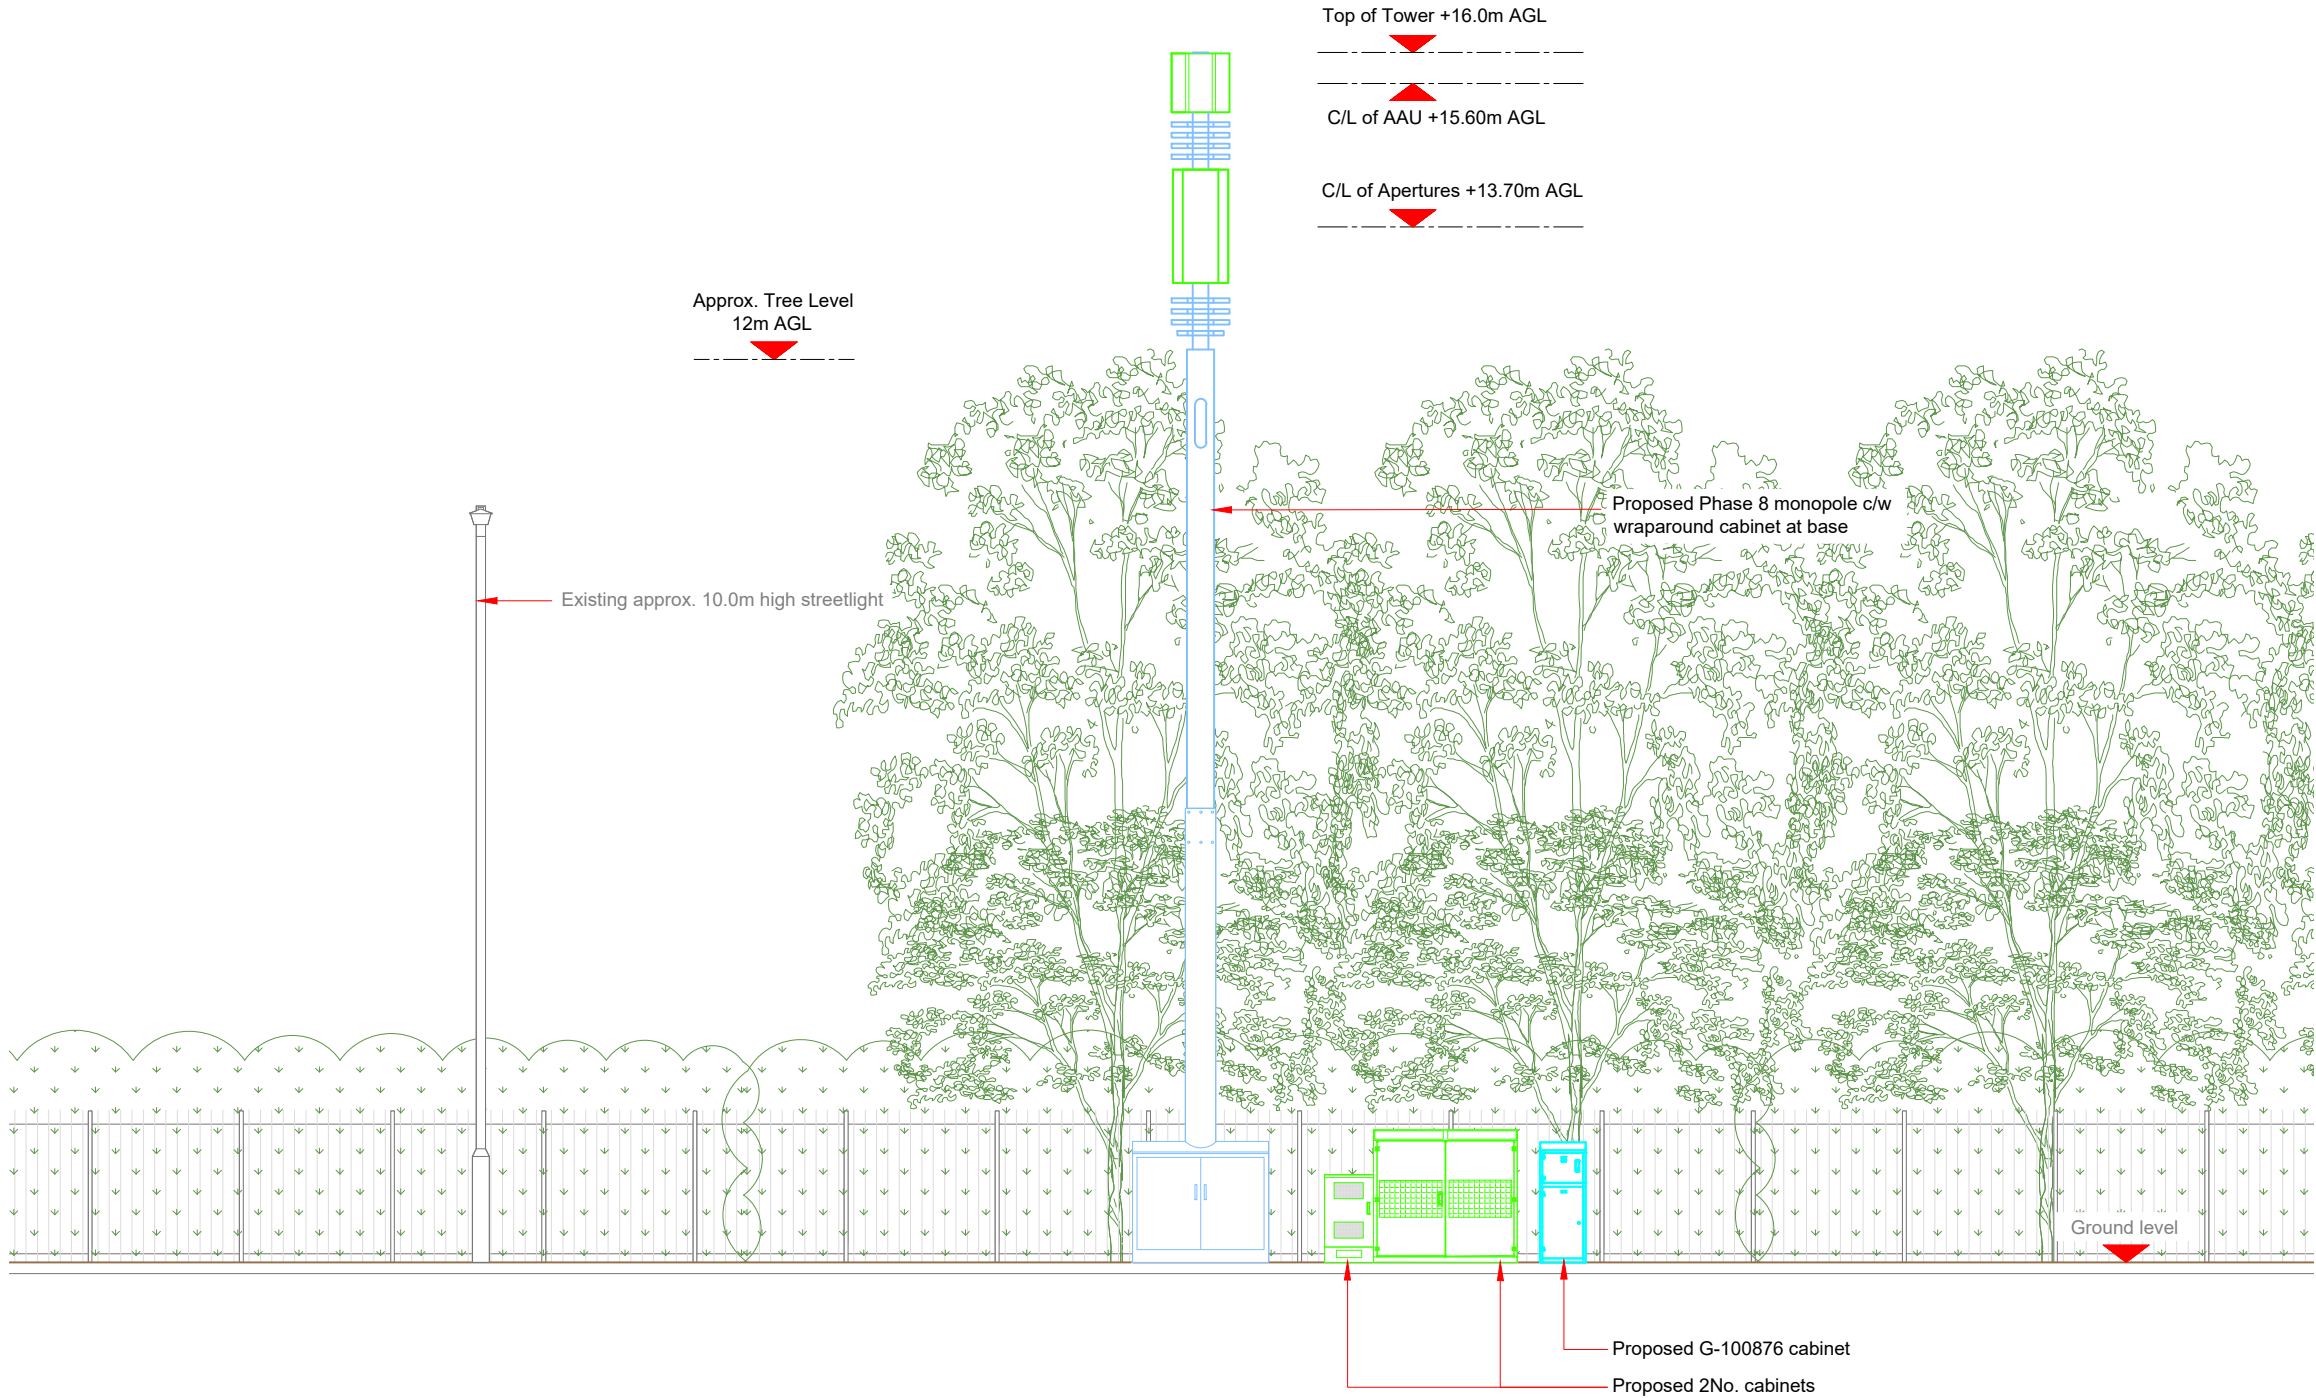 Top of Tower +16.0m AGL
C/L of AAU +15.60m AGL
C/L of Apertures +13.70m AGL
Approx. Tree Level
12m AGL
Proposed Phase 8 monopole c/w
wraparound cabinet at base
Existing approx. 10.0m high streetlight
Ground level
Proposed G-100876 cabinet
Proposed 2No. cabinets